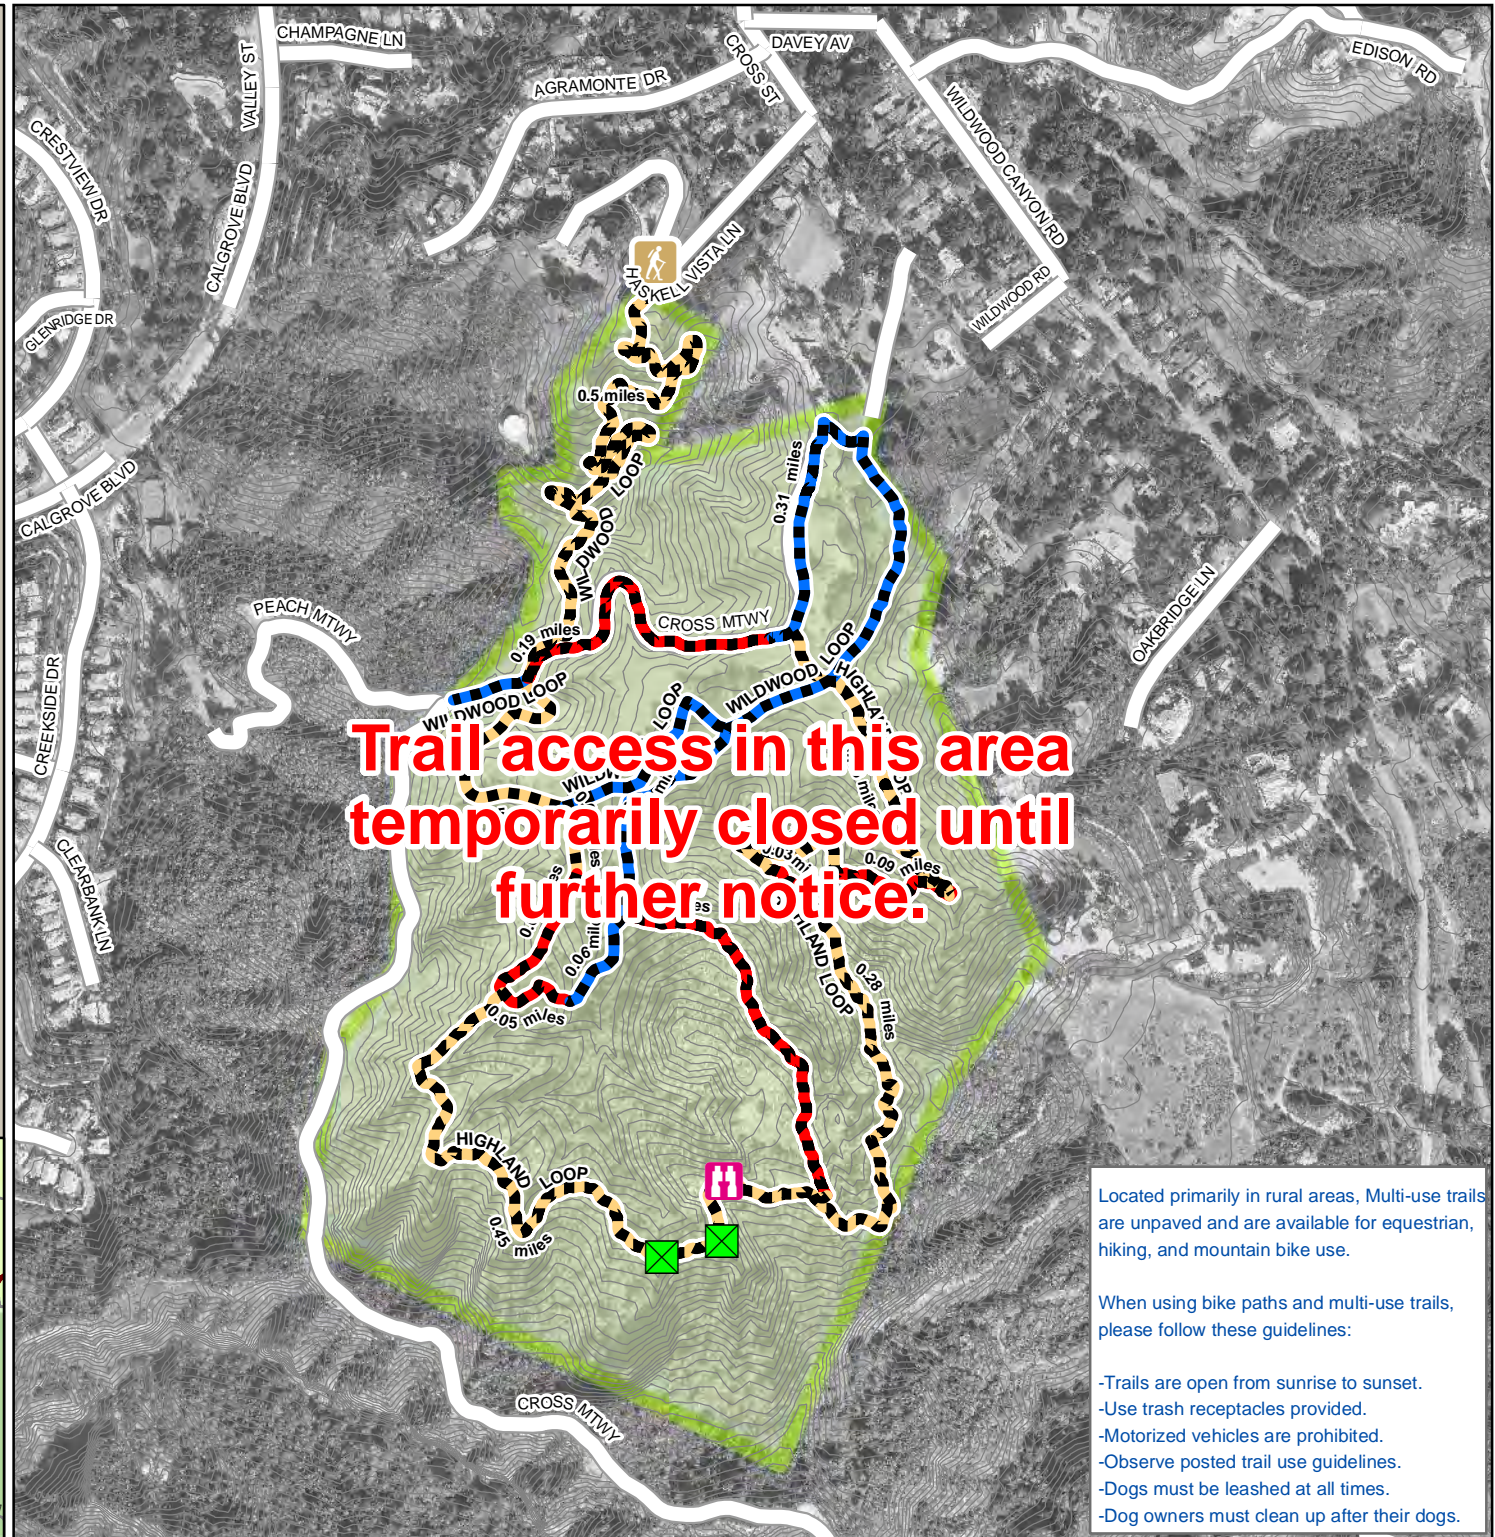 CHAMPAGNE LN
VALLEY ST
DAVEY AV
CROSS ST
EDISON RD
AGRAMONTE DR
WILDWOOD CANYON RD
CRESTVIEW DR
CALGROVE BLVD
HASKELL VISTA LN
WILDWOOD RD
GLENRIDGE DR
0.5 miles
LOOP
WILDWOOD
0.31 miles
CALGROVE BLVD
PEACH MTWY
0.19 miles
CROSS MTWY
OAKBRIDGE LN
CREEKSIDE DR
WILDWOOD LOOP
LOOP
WILDWOOD LOOP
Trail access in this area
temporarily closed until
further notice.
0.09 miles
CLEARBANK LN
0.06
LOOP
0.28 miles
0.05 miles
HIGHLAND LOOP
0.45 miles
CROSS MTWY
Located primarily in rural areas, Multi-use trails
are unpaved and are available for equestrian,
hiking, and mountain bike use.
When using bike paths and multi-use trails,
please follow these guidelines:
-Trails are open from sunrise to sunset.
-Use trash receptacles provided.
-Motorized vehicles are prohibited.
-Observe posted trail use guidelines.
-Dogs must be leashed at all times.
-Dog owners must clean up after their dogs.